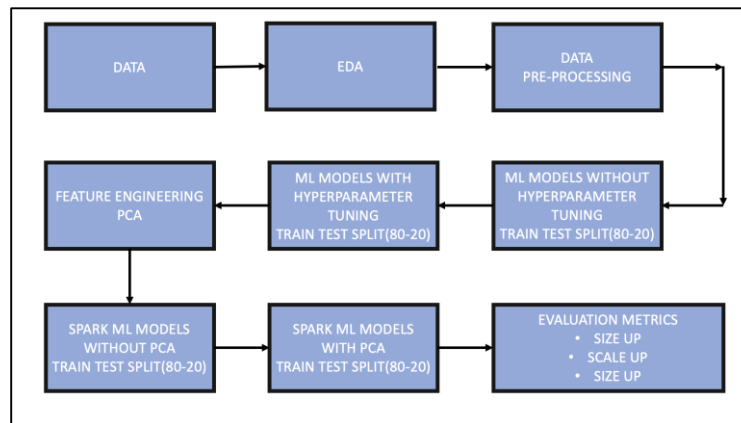 DATA
EDA
DATA
PRE-PROCESSING
ML MODELS WITHOUT
HYPERPARAMETER
TUNING
TRAIN TEST SPLIT(80-20)
ML MODELS WITH
HYPERPARAMETER
TUNING
TRAIN TEST SPLIT(80-20)
FEATURE ENGINEERING
PCA
SPARK ML MODELS
WITHOUT PCA
TRAIN TEST SPLIT(80-20)
SPARK ML MODELS
WITH PCA
TRAIN TEST SPLIT(80-20)
EVALUATION METRICS
• SIZE UP
• SCALE UP
• SIZE UP